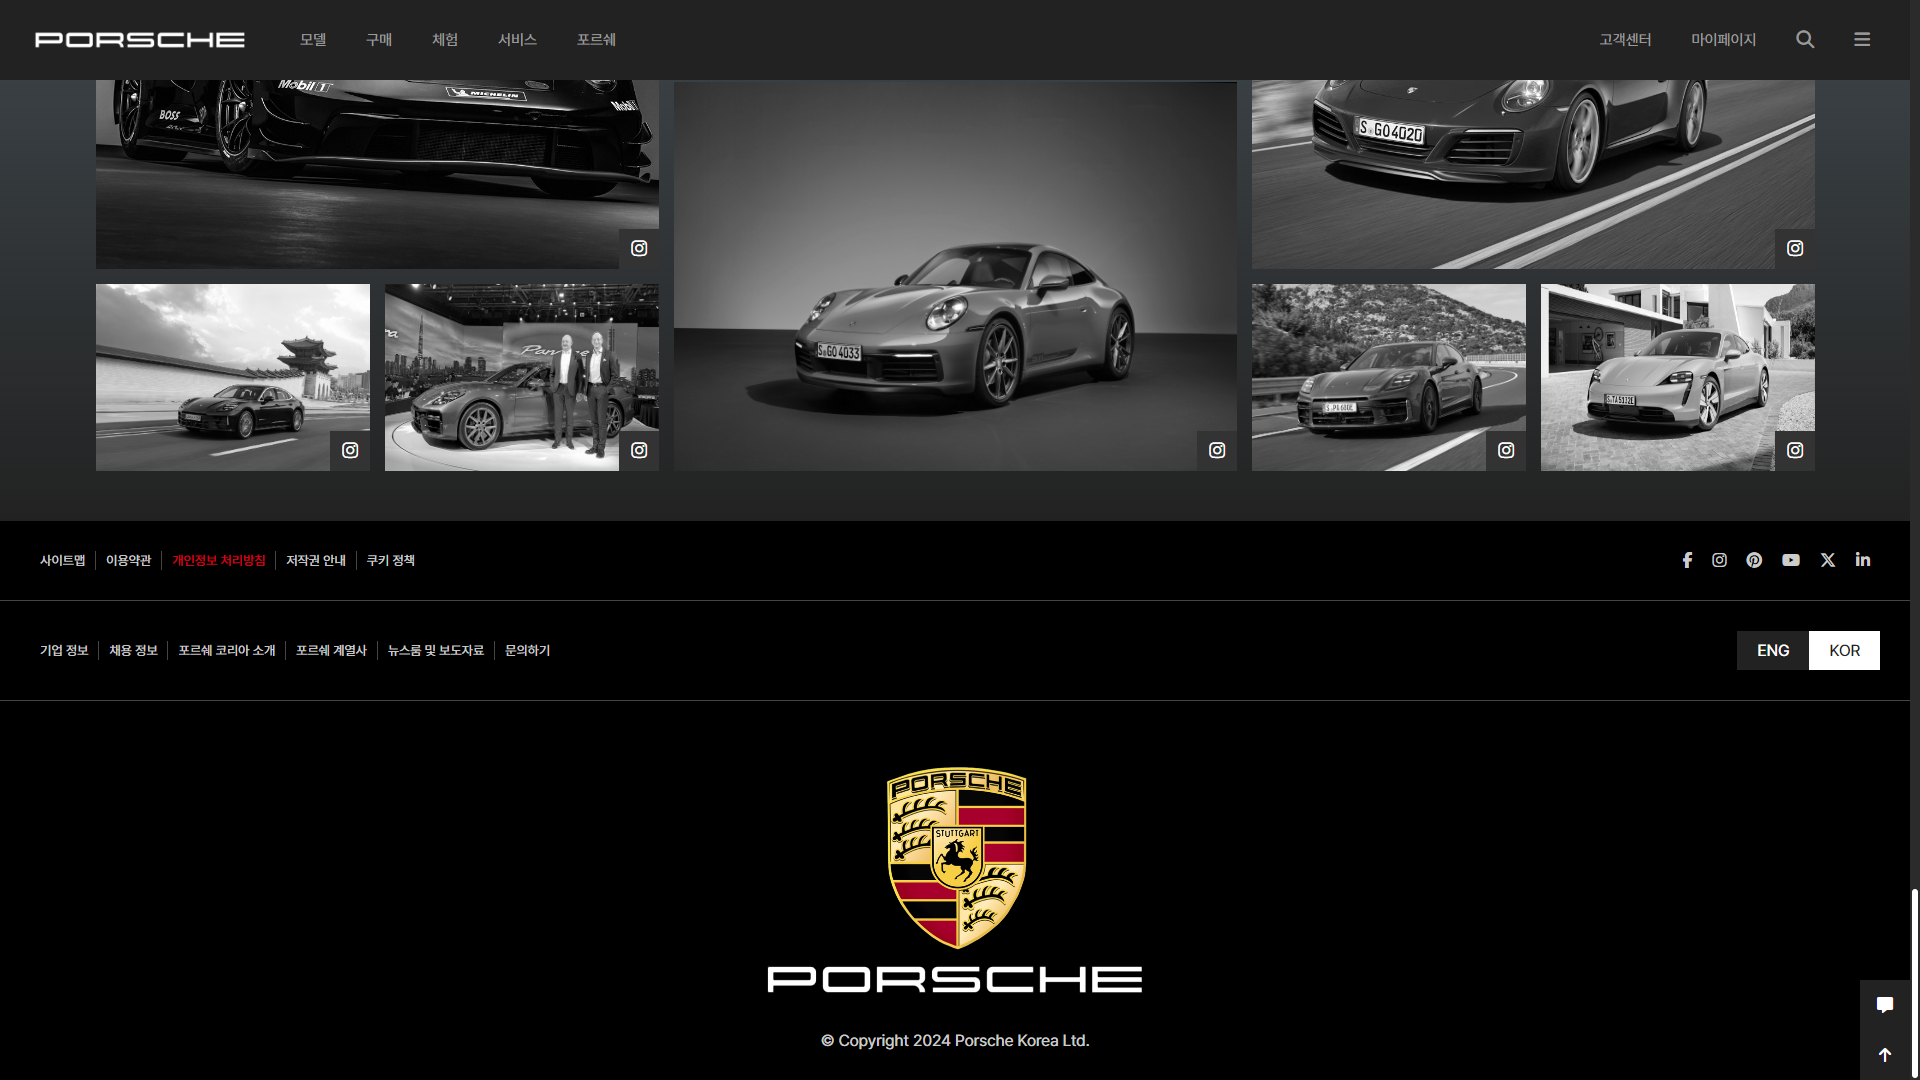 PORSCHE 모델 구매 체험 서비스 포르쉐 고객센터 마이페이지
Mobil 1 MICHELIN Mobil 1
BOSS
S GO 4020
S GO 4033
S PA 680E
S TA 5032E
사이트맵 이용약관 개인정보 처리방침 저작권 안내 쿠키 정책
기업 정보 채용 정보 포르쉐 코리아 소개 포르쉐 계열사 뉴스룸 및 보도자료 문의하기 ENG KOR
PORSCHE
STUTTGART
PORSCHE
© Copyright 2024 Porsche Korea Ltd.